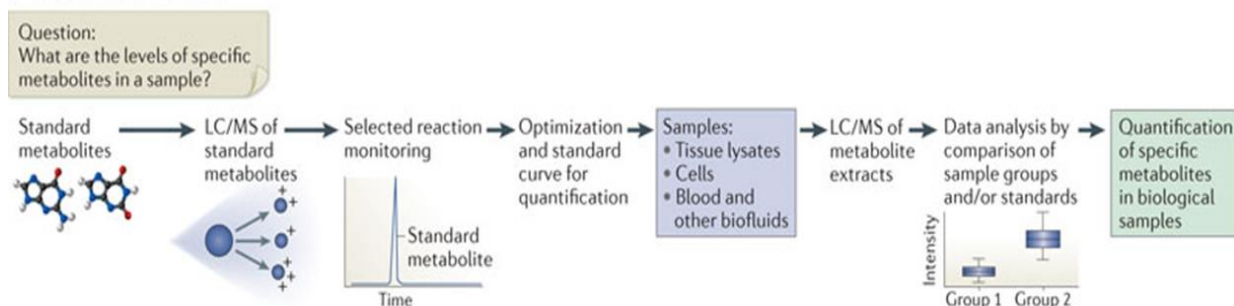 Question:
What are the levels of specific
metabolites in a sample?
Standard
metabolites
LC/MS of
standard
metabolites
+
+
+
+
+
+
Selected reaction
monitoring
Standard
metabolite
Time
Optimization
and standard
curve for
quantification
Samples:
• Tissue lysates
• Cells
• Blood and
other biofluids
LC/MS of
metabolite
extracts
Data analysis by
comparison of
sample groups
and/or standards
Intensity
Group 1 Group 2
Quantification
of specific
metabolites
in biological
samples